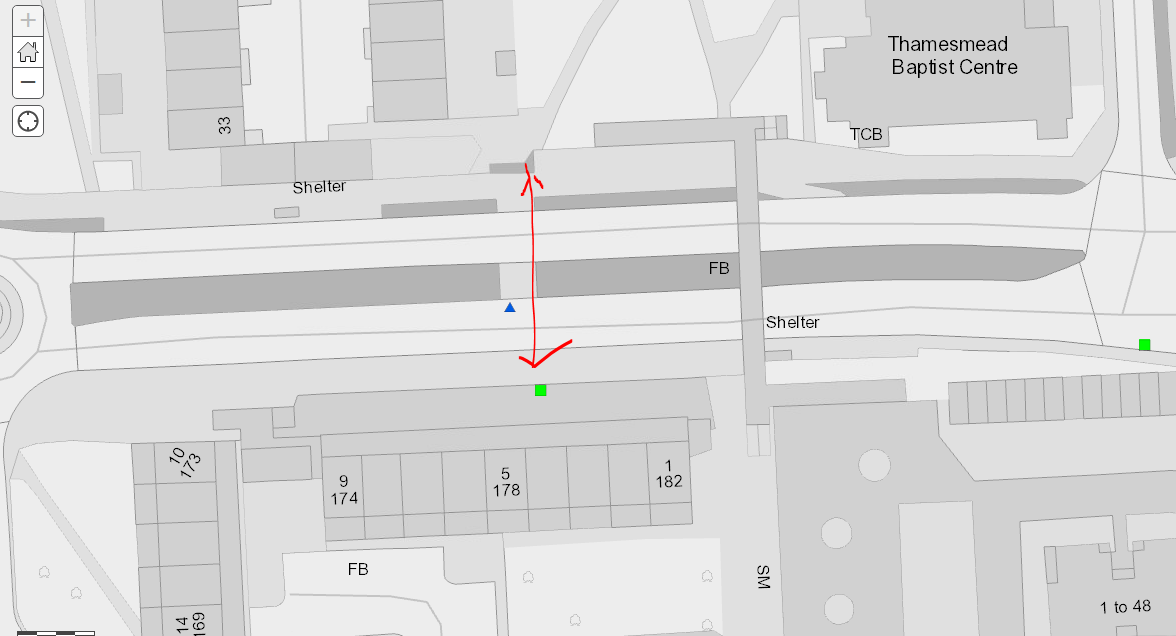 Thamesmead
Baptist Centre
33
TCB
Shelter
FB
Shelter
10
173
9
174
5
178
1
182
FB
SM
14
169
1 to 48